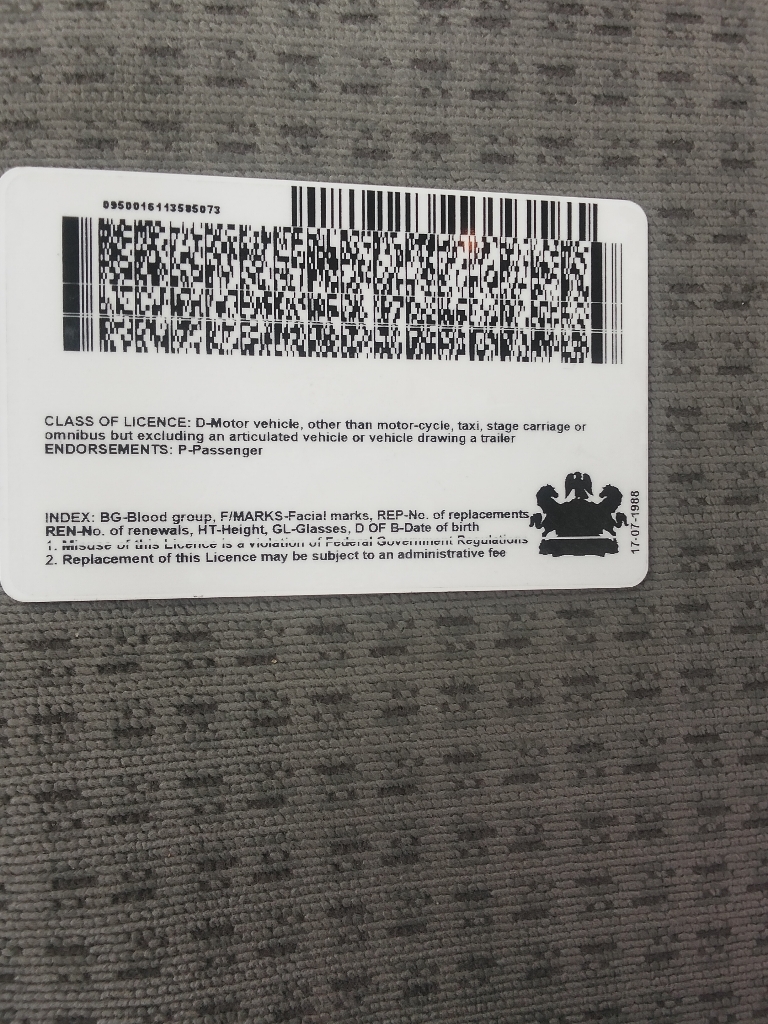 0950016113585073
CLASS OF LICENCE: D-Motor vehicle, other than motor-cycle, taxi, stage carriage or
omnibus but excluding an articulated vehicle or vehicle drawing a trailer
ENDORSEMENTS: P-Passenger
INDEX: BG-Blood group, F/MARKS-Facial marks, REP-No. of replacements,
REN-No. of renewals, HT-Height, GL-Glasses, D OF B-Date of birth
1. Misuse of this Licence is a violation of Federal Government Regulations
2. Replacement of this Licence may be subject to an administrative fee
17-07-1988